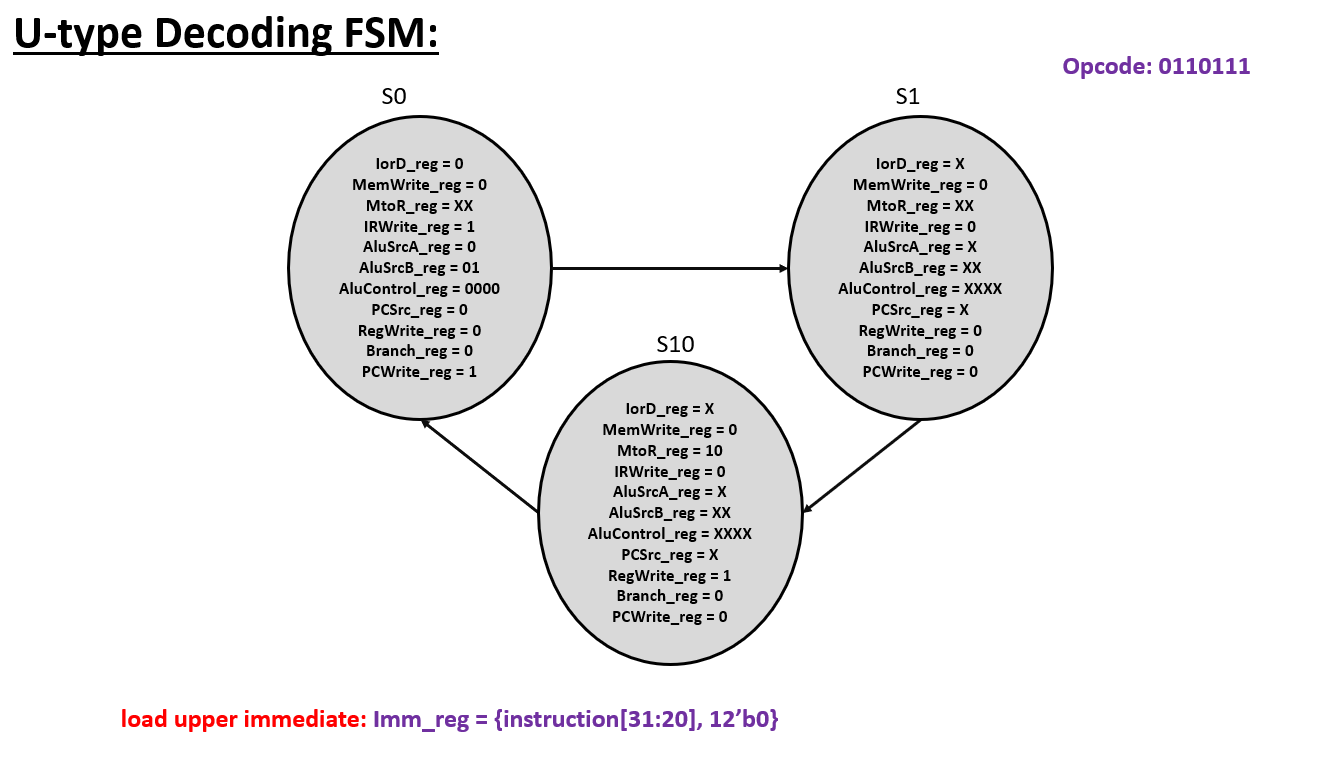 U-type Decoding FSM:
Opcode: 0110111
S0
IorD_reg = 0
MemWrite_reg = 0
MtoR_reg = XX
IRWrite_reg = 1
AluSrcA_reg = 0
AluSrcB_reg = 01
AluControl_reg = 0000
PCSrc_reg = 0
RegWrite_reg = 0
Branch_reg = 0
PCWrite_reg = 1
S1
IorD_reg = X
MemWrite_reg = 0
MtoR_reg = XX
IRWrite_reg = 0
AluSrcA_reg = X
AluSrcB_reg = XX
AluControl_reg = XXXX
PCSrc_reg = X
RegWrite_reg = 0
Branch_reg = 0
PCWrite_reg = 0
S10
IorD_reg = X
MemWrite_reg = 0
MtoR_reg = 10
IRWrite_reg = 0
AluSrcA_reg = X
AluSrcB_reg = XX
AluControl_reg = XXXX
PCSrc_reg = X
RegWrite_reg = 1
Branch_reg = 0
PCWrite_reg = 0
load upper immediate: Imm_reg = {instruction[31:20], 12’b0}